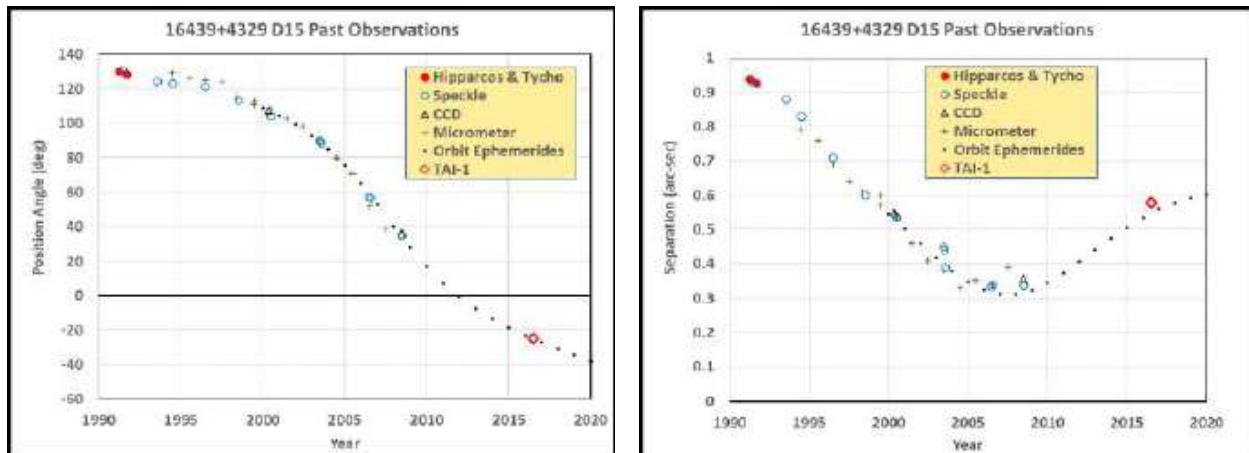 16439+4329 D15 Past Observations
140
120
100
80
60
40
20
0
-20
-40
-60
Position Angle (deg)
Hipparcos & Tycho
Speckle
CCD
Micrometer
Orbit Ephemerides
TAI-1
1990 1995 2000 2005 2010 2015 2020
Year
16439+4329 D15 Past Observations
1
0.9
0.8
0.7
0.6
0.5
0.4
0.3
0.2
0.1
0
Separation (arc-sec)
Hipparcos & Tycho
Speckle
CCD
Micrometer
Orbit Ephemerides
TAI-1
1990 1995 2000 2005 2010 2015 2020
Year